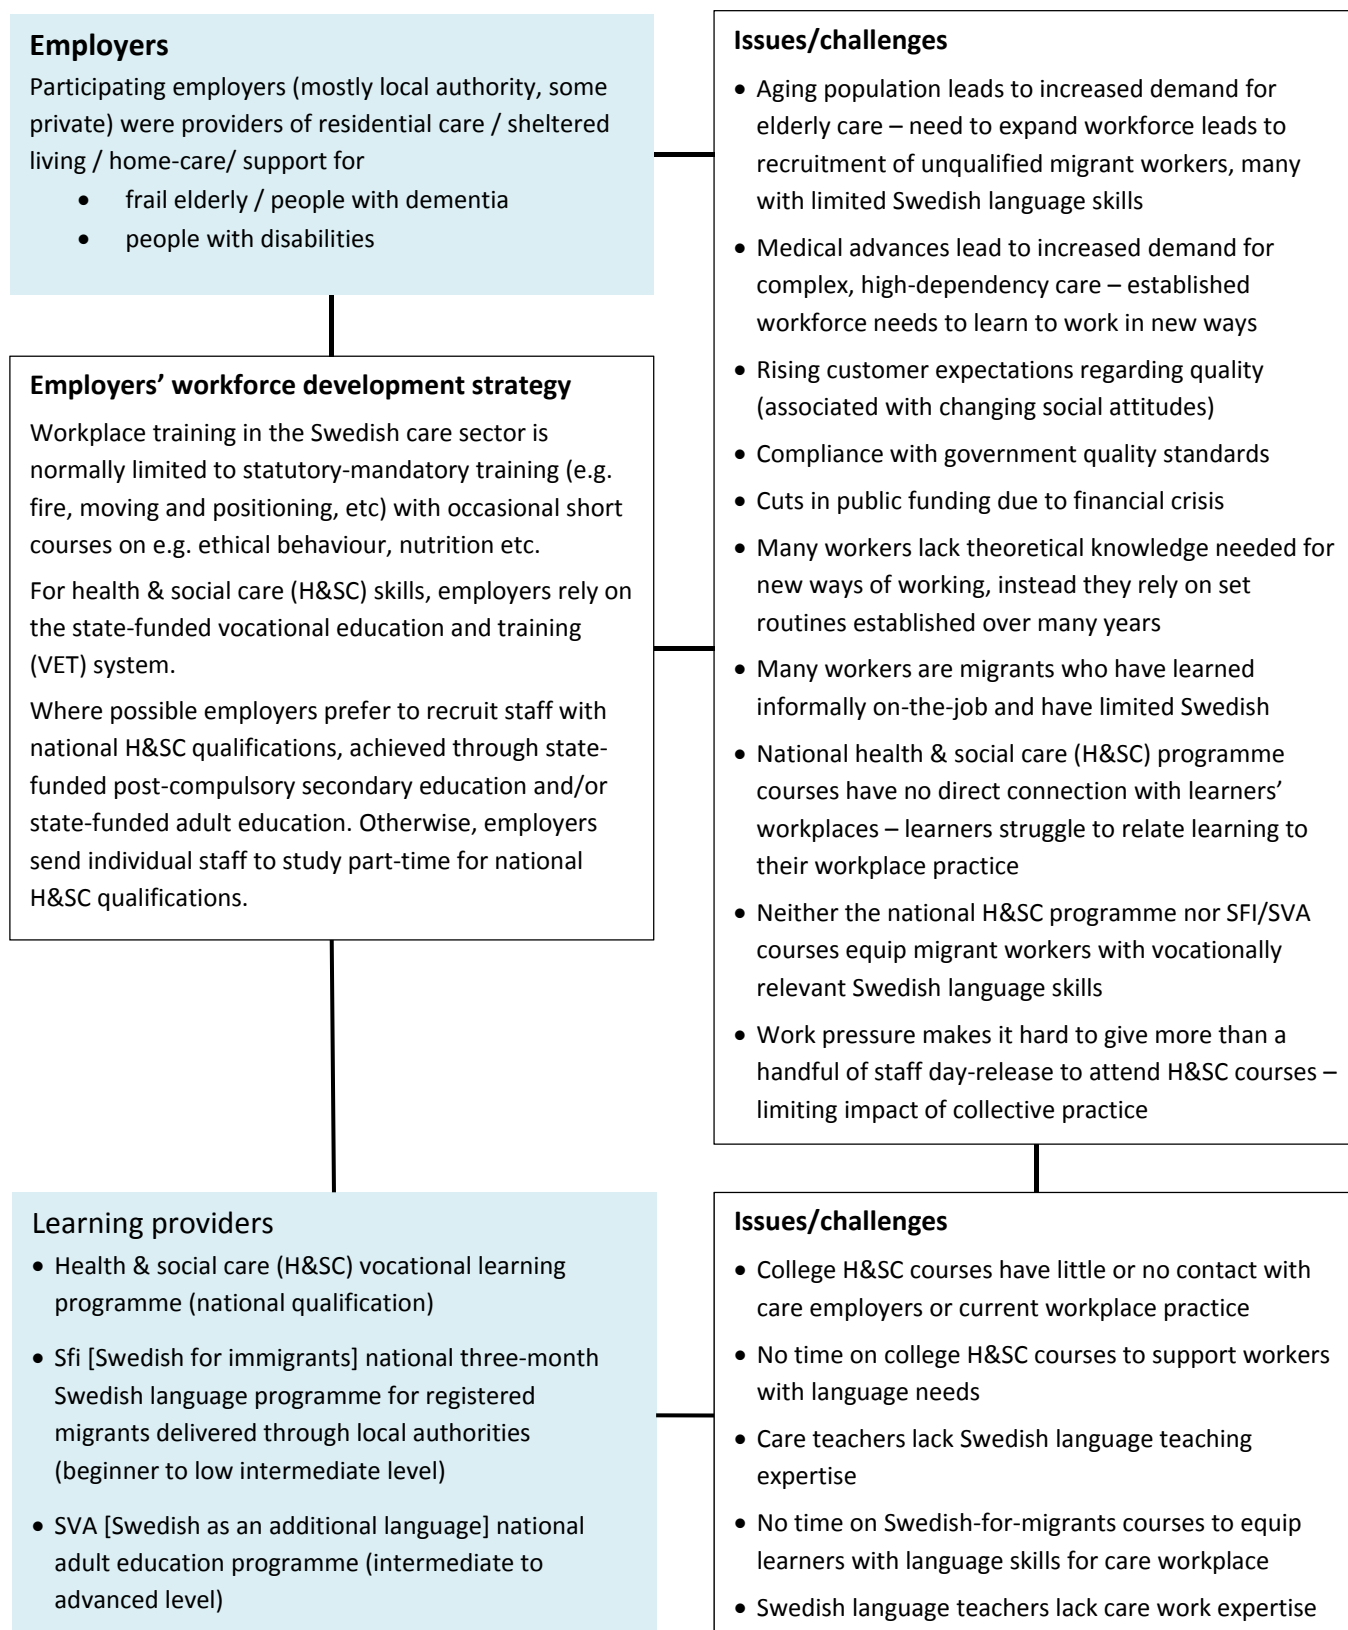 Employers
Participating employers (mostly local authority, some
private) were providers of residential care / sheltered
living / home-care/ support for
• frail elderly / people with dementia
• people with disabilities
Issues/challenges
• Aging population leads to increased demand for
elderly care – need to expand workforce leads to
recruitment of unqualified migrant workers, many
with limited Swedish language skills
• Medical advances lead to increased demand for
complex, high-dependency care – established
workforce needs to learn to work in new ways
• Rising customer expectations regarding quality
(associated with changing social attitudes)
• Compliance with government quality standards
• Cuts in public funding due to financial crisis
• Many workers lack theoretical knowledge needed for
new ways of working, instead they rely on set
routines established over many years
• Many workers are migrants who have learned
informally on-the-job and have limited Swedish
• National health & social care (H&SC) programme
courses have no direct connection with learners’
workplaces – learners struggle to relate learning to
their workplace practice
• Neither the national H&SC programme nor SFI/SVA
courses equip migrant workers with vocationally
relevant Swedish language skills
• Work pressure makes it hard to give more than a
handful of staff day-release to attend H&SC courses –
limiting impact of collective practice
Employers’ workforce development strategy
Workplace training in the Swedish care sector is
normally limited to statutory-mandatory training (e.g.
fire, moving and positioning, etc) with occasional short
courses on e.g. ethical behaviour, nutrition etc.
For health & social care (H&SC) skills, employers rely on
the state-funded vocational education and training
(VET) system.
Where possible employers prefer to recruit staff with
national H&SC qualifications, achieved through state-
funded post-compulsory secondary education and/or
state-funded adult education. Otherwise, employers
send individual staff to study part-time for national
H&SC qualifications.
Learning providers
• Health & social care (H&SC) vocational learning
programme (national qualification)
• Sfi [Swedish for immigrants] national three-month
Swedish language programme for registered
migrants delivered through local authorities
(beginner to low intermediate level)
• SVA [Swedish as an additional language] national
adult education programme (intermediate to
advanced level)
Issues/challenges
• College H&SC courses have little or no contact with
care employers or current workplace practice
• No time on college H&SC courses to support workers
with language needs
• Care teachers lack Swedish language teaching
expertise
• No time on Swedish-for-migrants courses to equip
learners with language skills for care workplace
• Swedish language teachers lack care work expertise